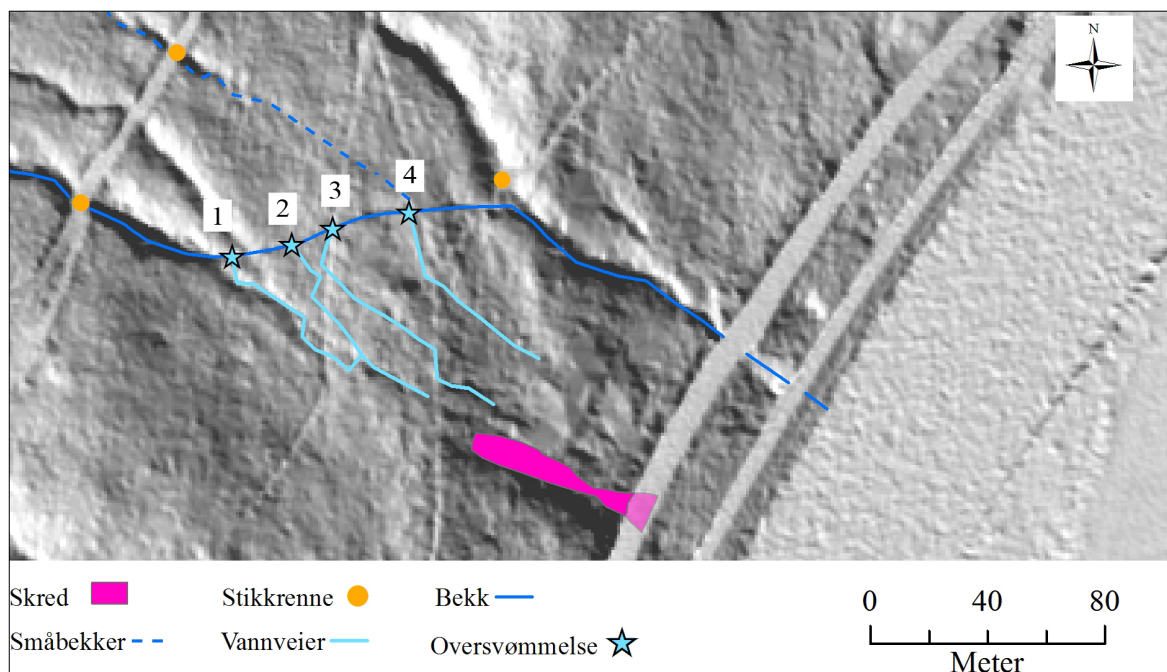 N
1
2
3
4
Skred
Stikkrenne
Bekk
Småbekker
Vannveier
Oversvømmelse
0 40 80
Meter